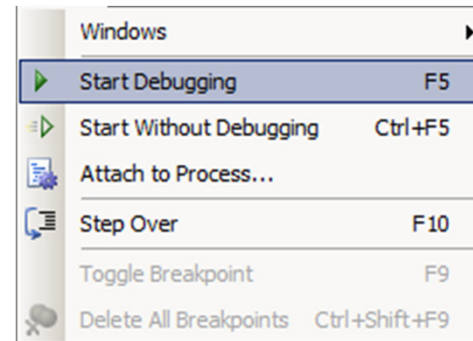 Windows
Start Debugging F5
Start Without Debugging Ctrl+F5
Attach to Process...
Step Over F10
Toggle Breakpoint F9
Delete All Breakpoints Ctrl+Shift+F9